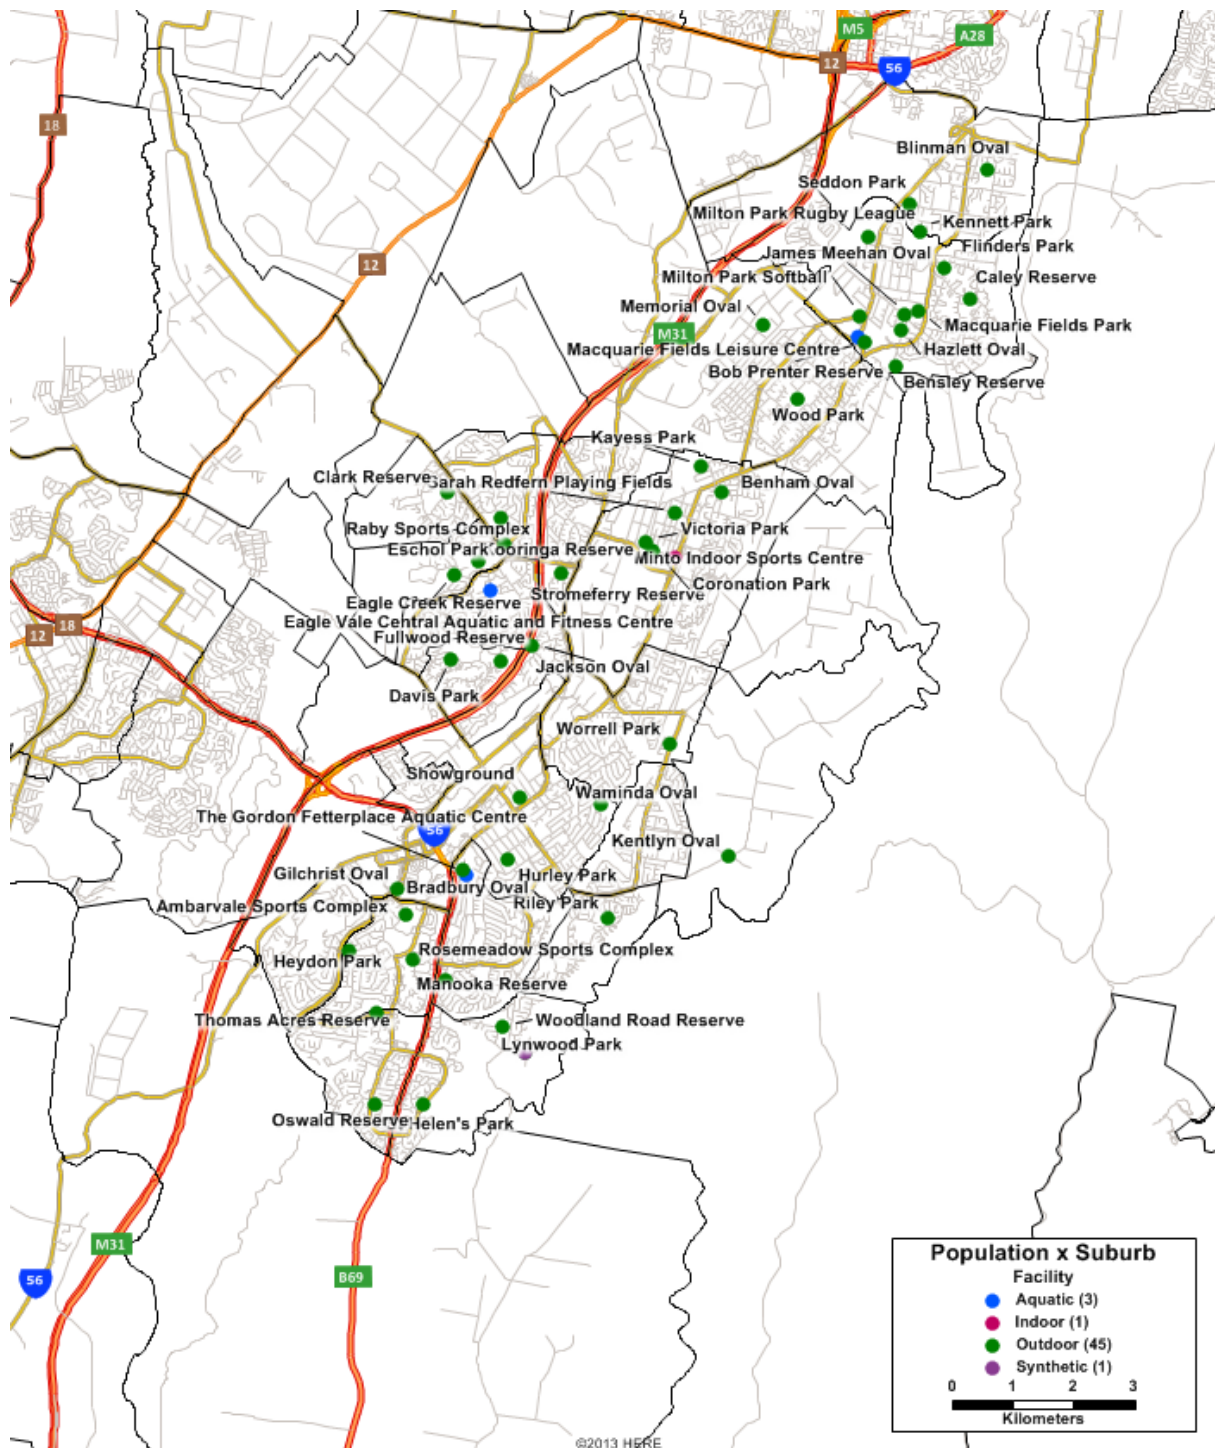 M5
A28
12
56
18
Blinman Oval
Seddon Park
Milton Park Rugby League
Kennett Park
Flinders Park
James Meehan Oval
12
Milton Park Softball
Caley Reserve
Memorial Oval
Macquarie Fields Park
M31
Macquarie Fields Leisure Centre
Hazlett Oval
Bob Prenter Reserve
Bensley Reserve
Wood Park
Kayess Park
Clark Reserve
Sarah Redfern Playing Fields
Benham Oval
Raby Sports Complex
Victoria Park
Eschol Park
ooringa Reserve
Minto Indoor Sports Centre
Coronation Park
Stromeferry Reserve
Eagle Creek Reserve
Eagle Vale Central Aquatic and Fitness Centre
18
12
Fullwood Reserve
Jackson Oval
Davis Park
Worrell Park
Showground
Waminda Oval
The Gordon Fetterplace Aquatic Centre
56
Kentlyn Oval
Gilchrist Oval
Hurley Park
Bradbury Oval
Riley Park
Ambarvale Sports Complex
Rosemeadow Sports Complex
Heydon Park
Manooka Reserve
Thomas Acres Reserve
Woodland Road Reserve
Lynwood Park
Oswald Reserve
Helen's Park
M31
56
B69
Population x Suburb
Facility
Aquatic (3)
Indoor (1)
Outdoor (45)
Synthetic (1)
0 1 2 3
Kilometers
©2013 HERE